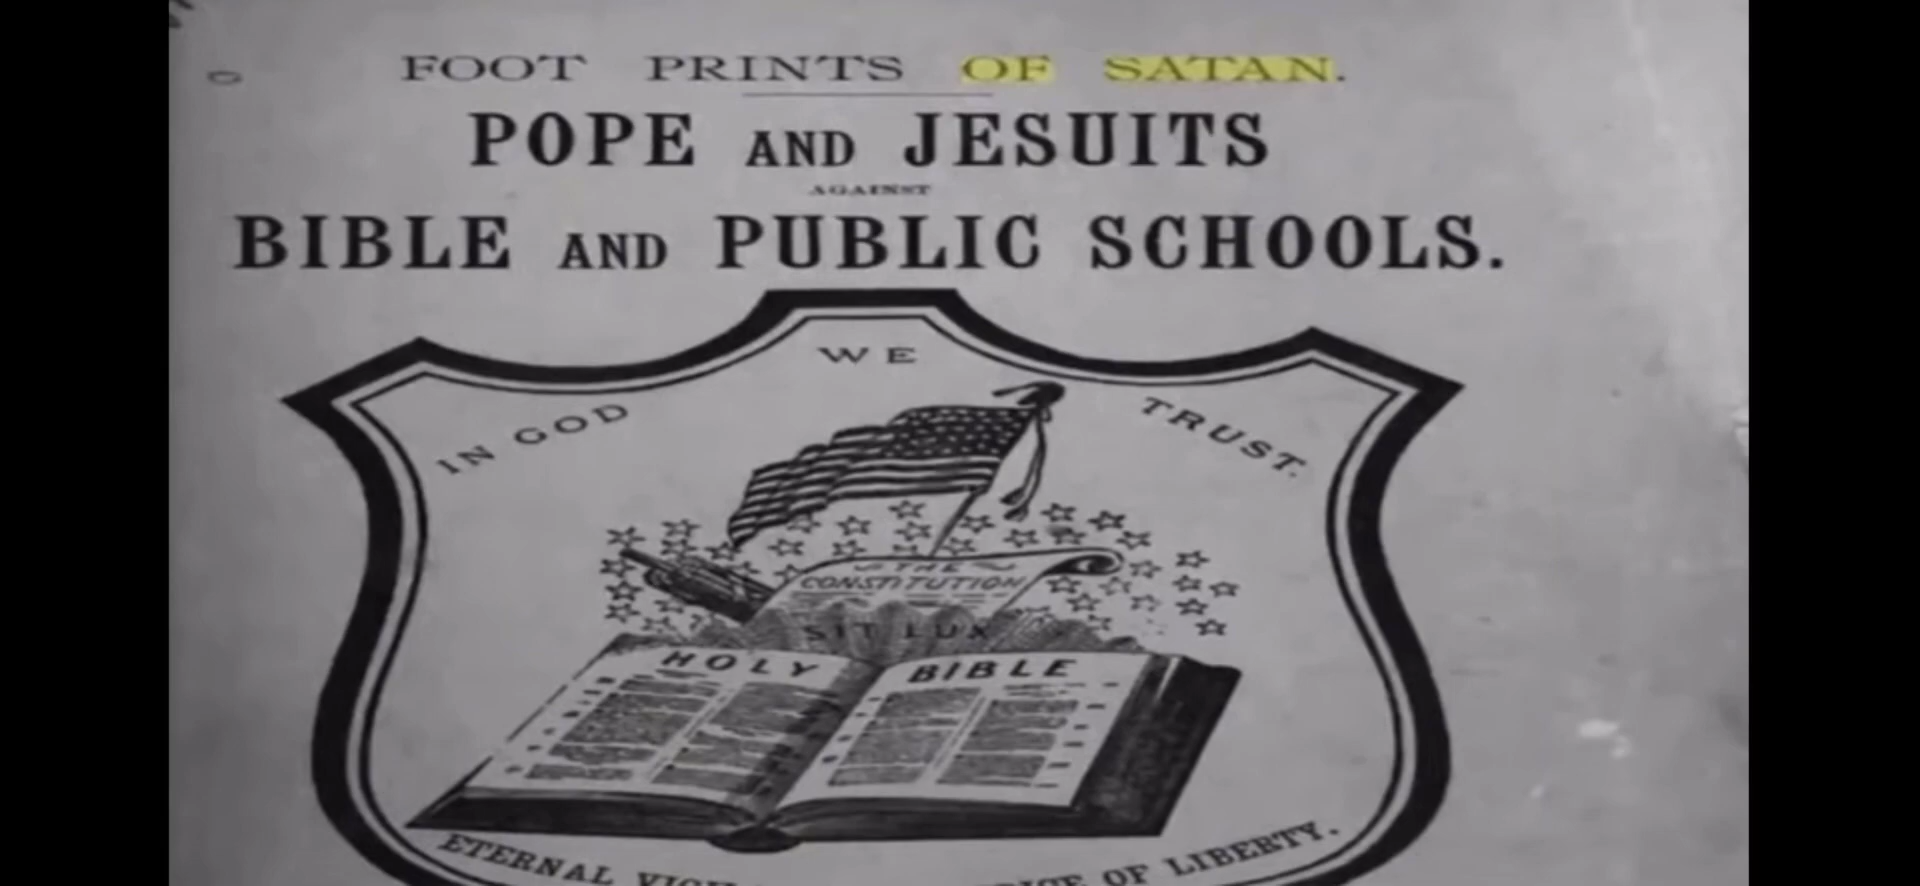 FOOT PRINTS OF SATAN.
POPE AND JESUITS
AGAINST
BIBLE AND PUBLIC SCHOOLS.
IN GOD WE TRUST.
THE
CONSTITUTION
SIT LUX
HOLY BIBLE
ETERNAL OF LIBERTY.